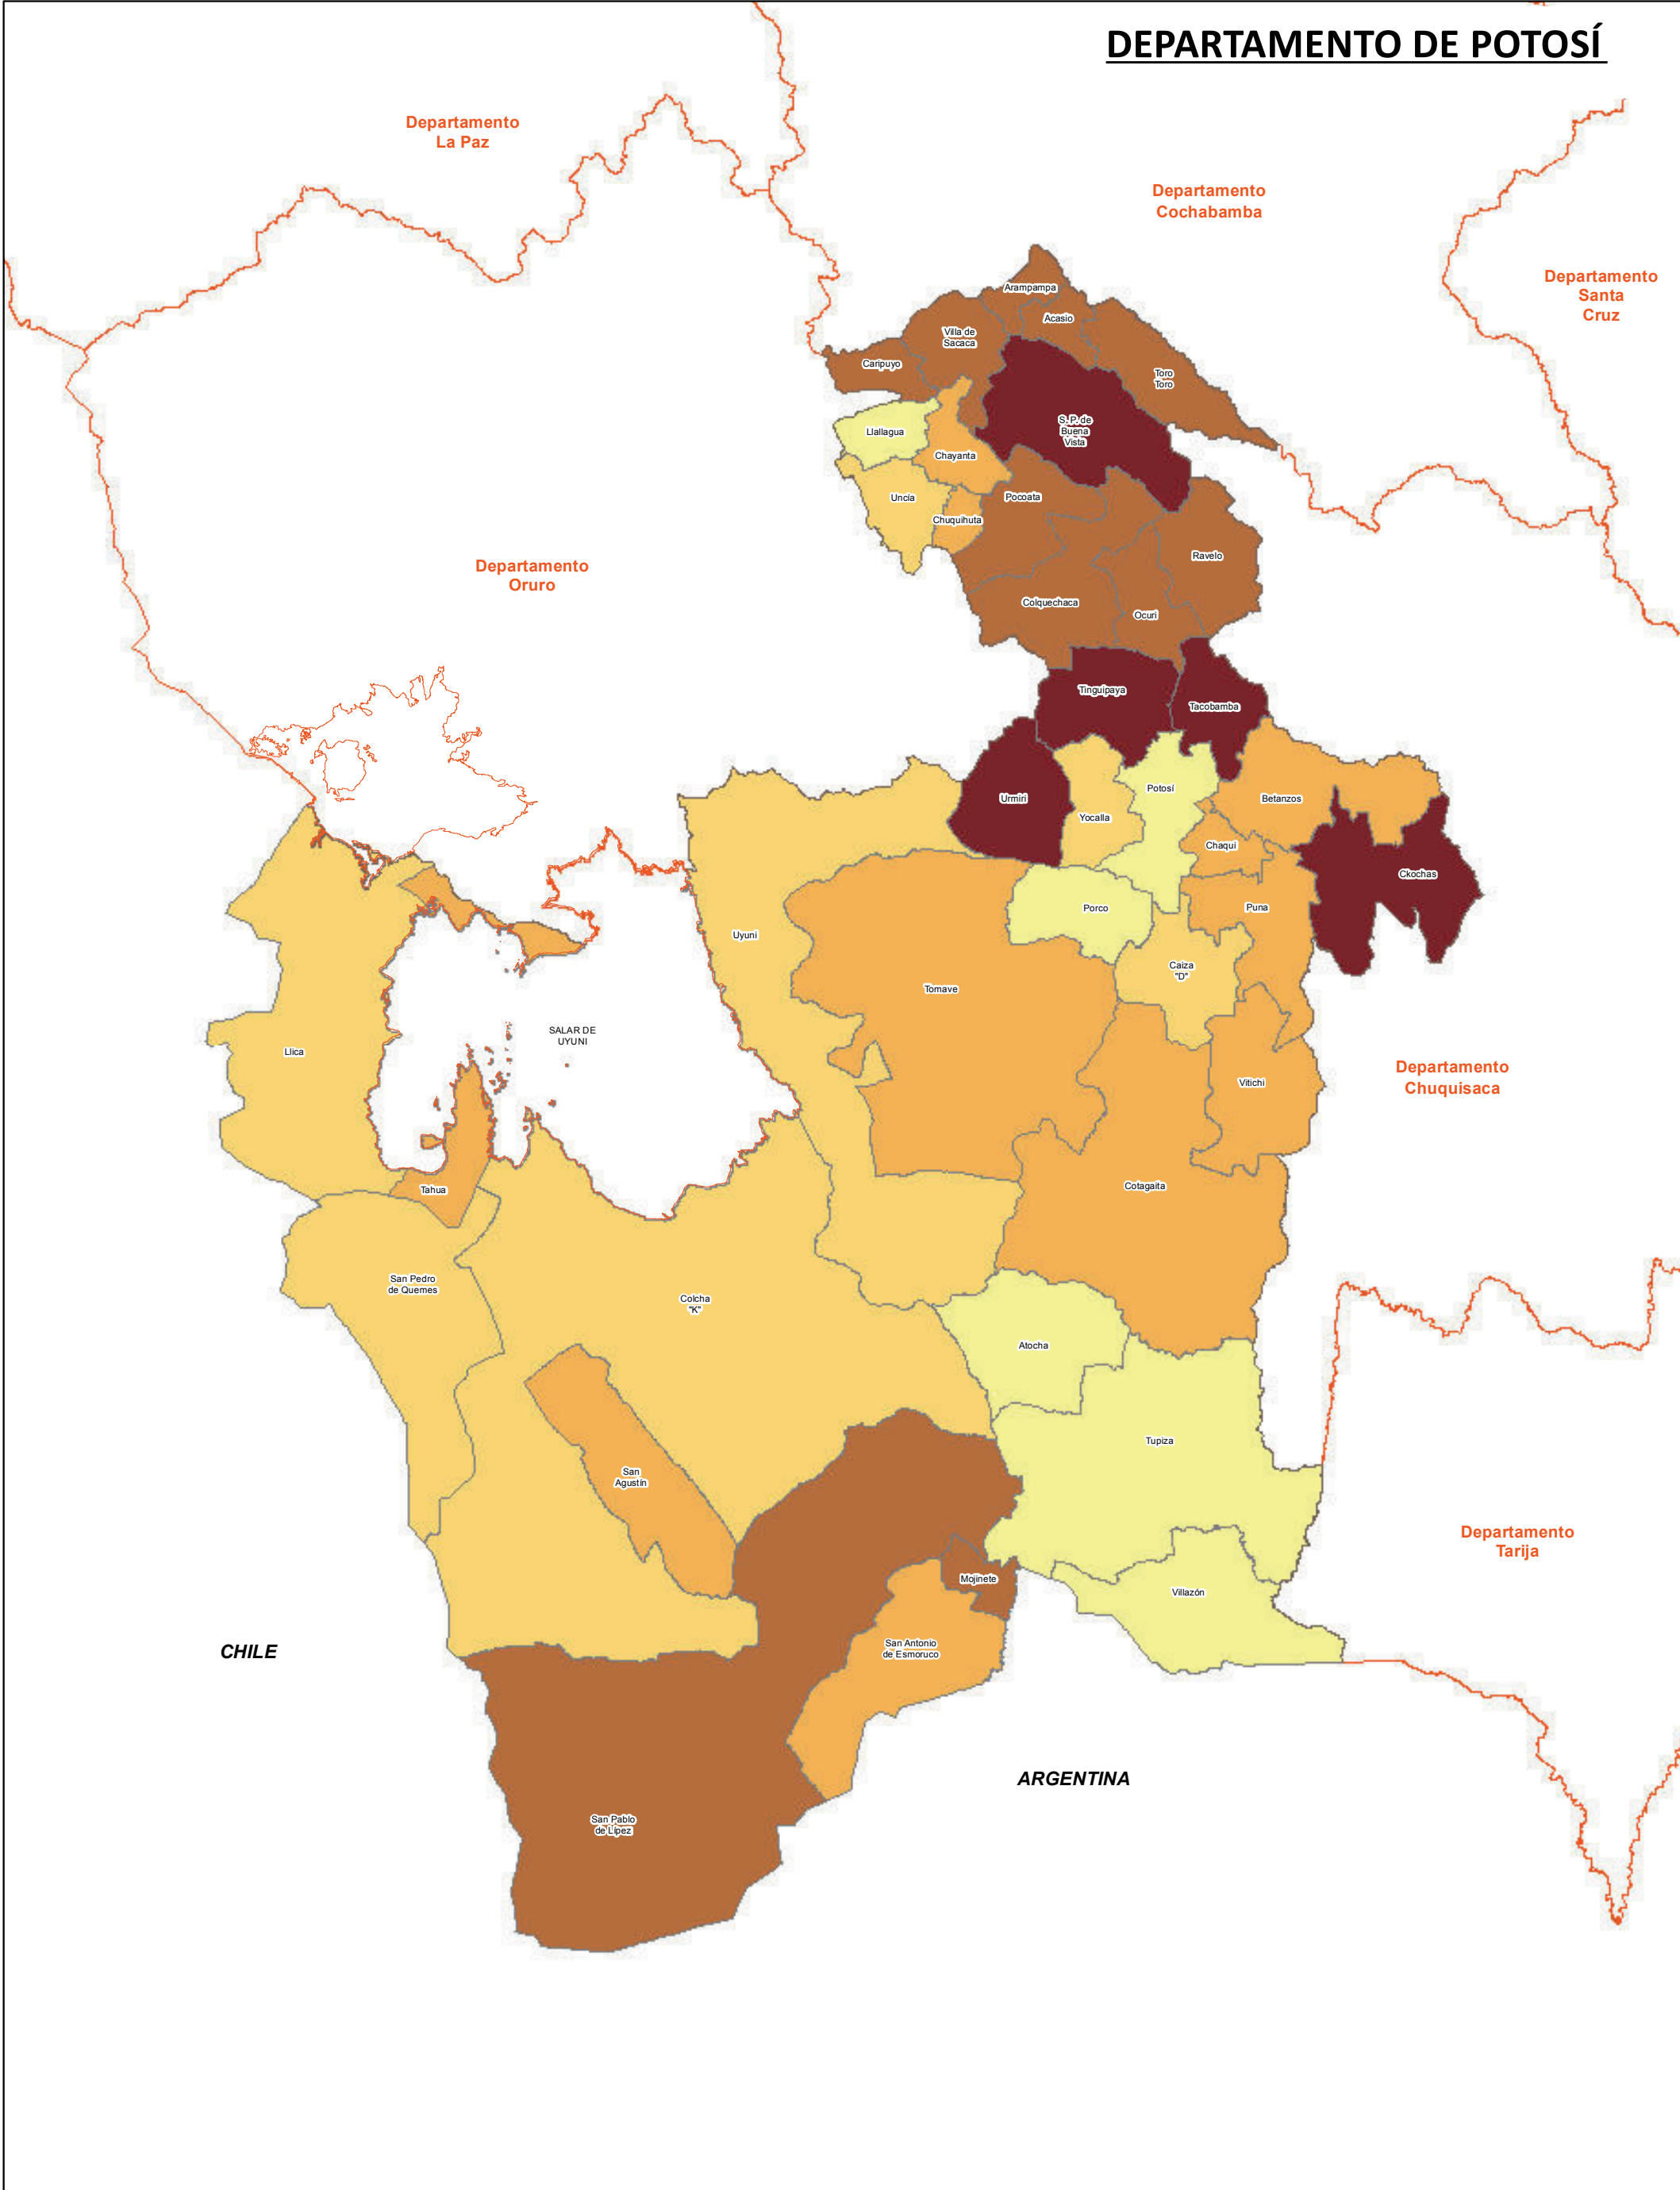 DEPARTAMENTO DE POTOSÍ
Departamento
La Paz
Departamento
Cochabamba
Departamento
Santa
Cruz
Arampampa
Acasio
Villa de
Sacaca
Caripuyo
Toro
Toro
Llallagua
S. P. de
Buena
Vista
Chayanta
Uncía
Pocoata
Chuquihuta
Ravelo
Departamento
Oruro
Colquechaca
Ocurí
Tinguipaya
Tacobamba
Potosí
Urmiri
Betanzos
Yocalla
Chaqui
Ckochas
Porco
Puna
Uyuni
Caiza
"D"
Tomave
SALAR DE
UYUNI
Llica
Departamento
Chuquisaca
Vitichi
Tahua
Cotagaita
San Pedro
de Quemes
Colcha
"K"
Atocha
Tupiza
San
Agustín
Departamento
Tarija
Mojinete
Villazón
CHILE
San Antonio
de Esmoruco
ARGENTINA
San Pablo
de Lípez